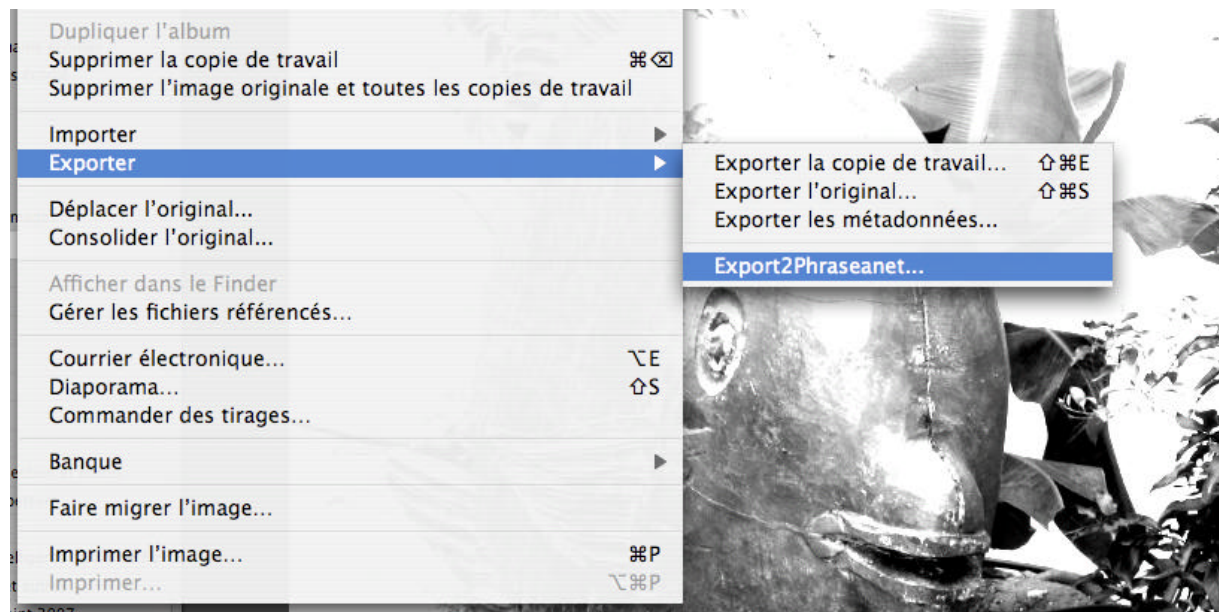 Dupliquer l'album
Supprimer la copie de travail ⌘⌫
Supprimer l'image originale et toutes les copies de travail
Importer ▶
Exporter ▶
Déplacer l'original...
Consolider l'original...
Afficher dans le Finder
Gérer les fichiers référencés...
Courrier électronique... ⌥E
Diaporama... ⇧S
Commander des tirages...
Banque ▶
Faire migrer l'image...
Imprimer l'image... ⌘P
Imprimer... ⌥⌘P
Exporter la copie de travail... ⇧⌘E
Exporter l'original... ⇧⌘S
Exporter les métadonnées...
Export2Phraseanet...